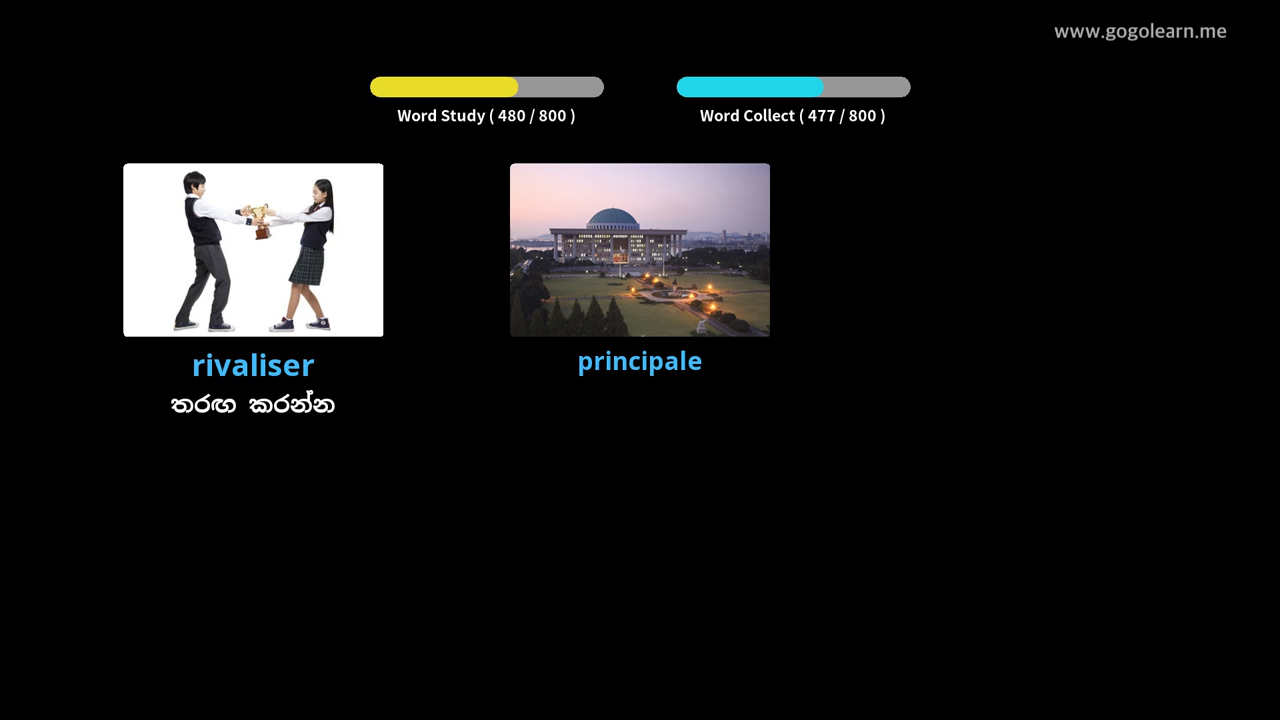 www.gogolearn.me
Word Study ( 480 / 800 )
Word Collect ( 477 / 800 )
rivaliser
තරඟ කරන්න
principale